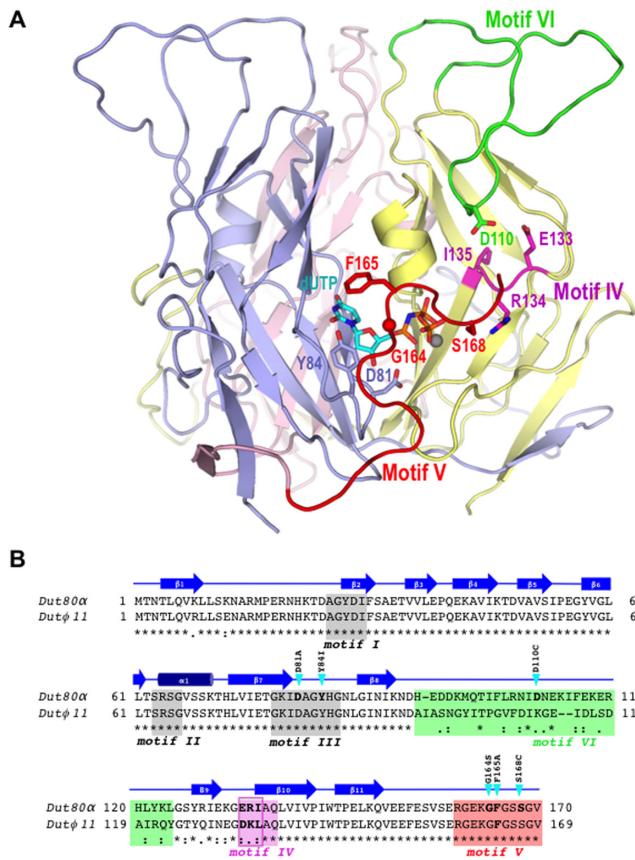 A
Motif VI
D110
E133
I135
F165
R134
Motif IV
dUTP
S168
G164
Y84
D81
Motif V
B
β1 β2 β3 β4 β5 β6
Dut80α 1 MTNTLQVKLLSKNARMPERNHKTDAGYDIFSAETVVLEPQEKAVIKTDVAVSIPEGYVGL 6
Dutϕ11 1 MTNTLQVRLLSENARMPERNHKTDAGYDIFSAETVVLEPQEKAVIKTDVAVSIPEGYVGL 6
motif I
D81A Y84I D110C
α1 β7 β8
Dut80α 61 LTSRSGVSSKTHLVIETGKIDAGYHGNLGINIKNDH-EDDKMQTIFLRNIDNEKIFEKER 11
Dutϕ11 61 LTSRSGVSSKTHLVIETGKIDAGYHGNLGINIKNDAIASNGYITPGVFDIKGE--IDLSD 11
motif II motif III motif VI
G164S F165A S168C
β9 β10 β11
Dut80α 120 HLYKLGSYRIEKGERIAQLVIVPIWTPELKQVEEFESVSERGEKGFGSSGV 170
Dutϕ11 119 AIRQYGTYQINEGDKLAQLVIVPIWTPELKQVEEFESVSERGEKGFGSSGV 169
motif IV motif V